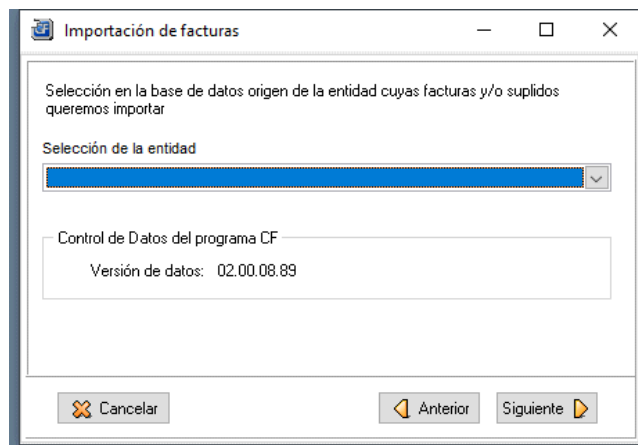 Importación de facturas
Selección en la base de datos origen de la entidad cuyas facturas y/o suplidos
queremos importar
Selección de la entidad
Control de Datos del programa CF
Versión de datos: 02.00.08.89
Cancelar
Anterior
Siguiente